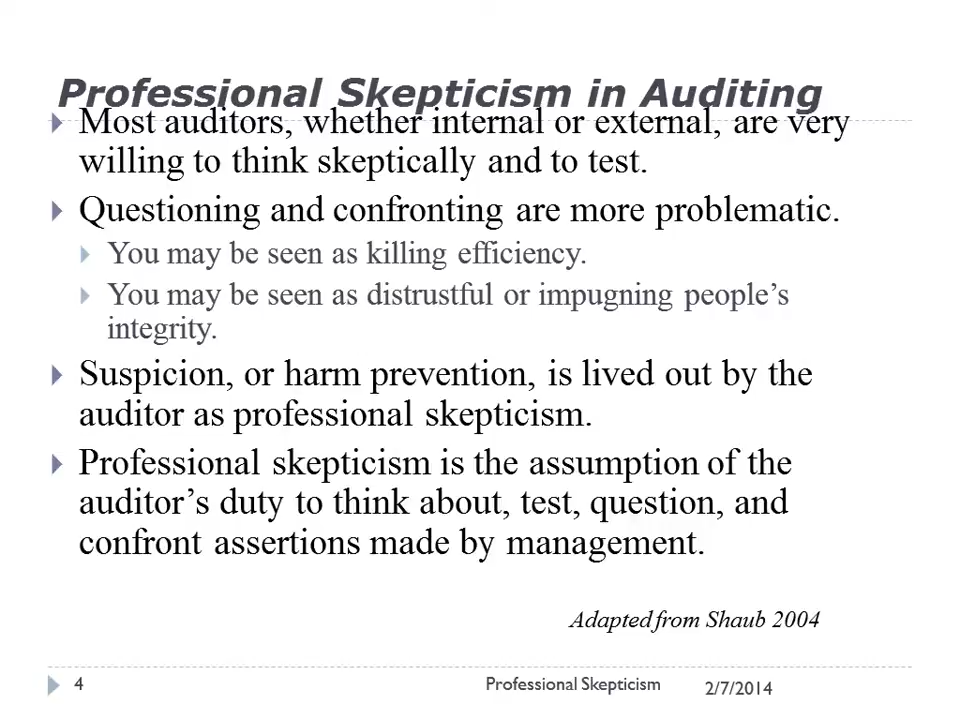 Professional Skepticism in Auditing
Most auditors, whether internal or external, are very
willing to think skeptically and to test.
Questioning and confronting are more problematic.
You may be seen as killing efficiency.
You may be seen as distrustful or impugning people’s
integrity.
Suspicion, or harm prevention, is lived out by the
auditor as professional skepticism.
Professional skepticism is the assumption of the
auditor’s duty to think about, test, question, and
confront assertions made by management.
Adapted from Shaub 2004
4 Professional Skepticism 2/7/2014